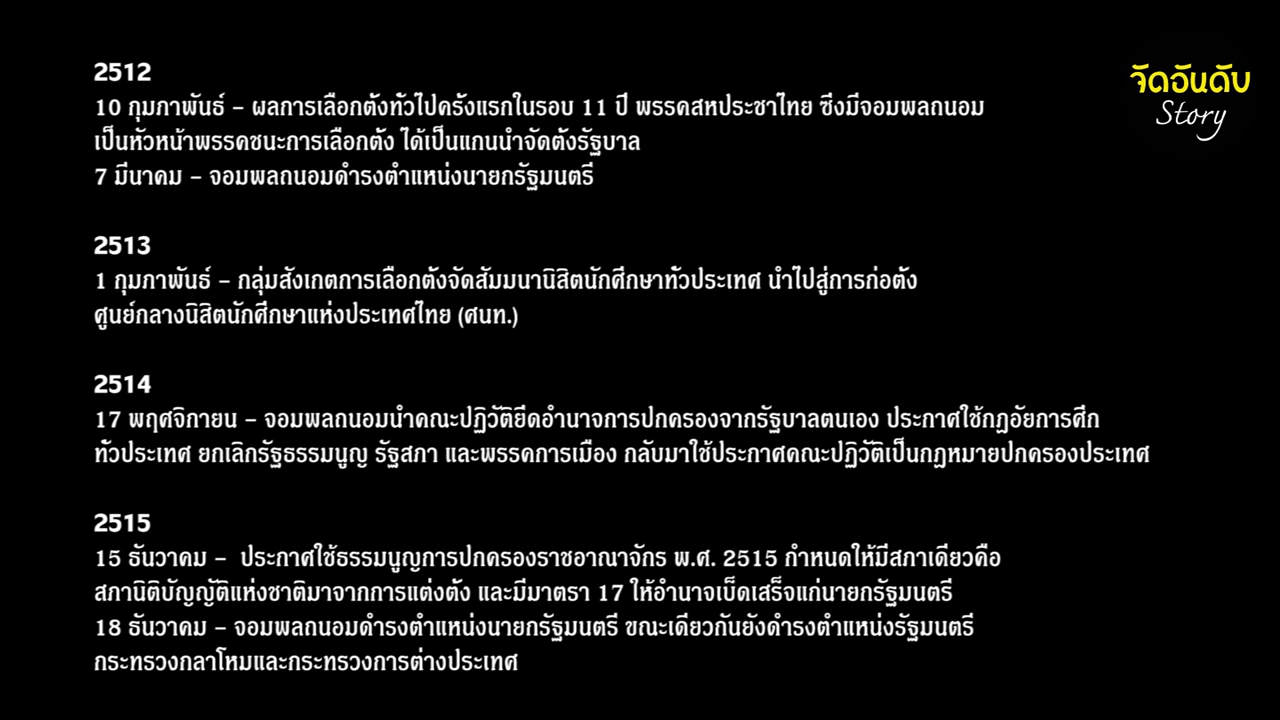 จัดอันดับ
Story
2512
10 กุมภาพันธ์ – ผลการเลือกตั้งทั่วไปครั้งแรกในรอบ 11 ปี พรรคสหประชาไทย ซึ่งมีจอมพลถนอม
เป็นหัวหน้าพรรคชนะการเลือกตั้ง ได้เป็นแกนนำจัดตั้งรัฐบาล
7 มีนาคม – จอมพลถนอมดำรงตำแหน่งนายกรัฐมนตรี
2513
1 กุมภาพันธ์ – กลุ่มสังเกตการเลือกตั้งจัดสัมมนานิสิตนักศึกษาทั่วประเทศ นำไปสู่การก่อตั้ง
ศูนย์กลางนิสิตนักศึกษาแห่งประเทศไทย (ศนท.)
2514
17 พฤศจิกายน – จอมพลถนอมนำคณะปฏิวัติยึดอำนาจการปกครองจากรัฐบาลตนเอง ประกาศใช้กฎอัยการศึก
ทั่วประเทศ ยกเลิกรัฐธรรมนูญ รัฐสภา และพรรคการเมือง กลับมาใช้ประกาศคณะปฏิวัติเป็นกฎหมายปกครองประเทศ
2515
15 ธันวาคม – ประกาศใช้ธรรมนูญการปกครองราชอาณาจักร พ.ศ. 2515 กำหนดให้มีสภาเดียวคือ
สภานิติบัญญัติแห่งชาติมาจากการแต่งตั้ง และมีมาตรา 17 ให้อำนาจเบ็ดเสร็จแก่นายกรัฐมนตรี
18 ธันวาคม – จอมพลถนอมดำรงตำแหน่งนายกรัฐมนตรี ขณะเดียวกันยังดำรงตำแหน่งรัฐมนตรี
กระทรวงกลาโหมและกระทรวงการต่างประเทศ